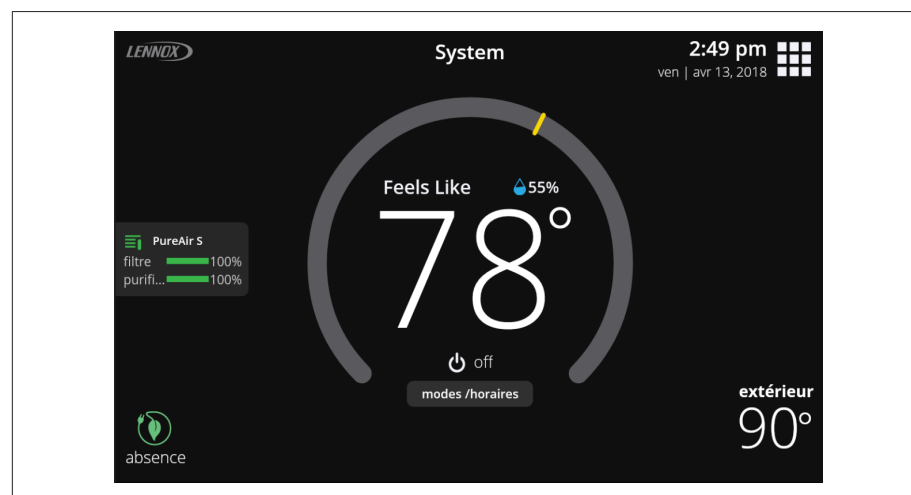 LENNOX
System
2:49 pm
ven | avr 13, 2018
Feels Like 55%
78°
PureAir S
filtre 100%
purifi... 100%
off
modes /horaires
absence
extérieur
90°